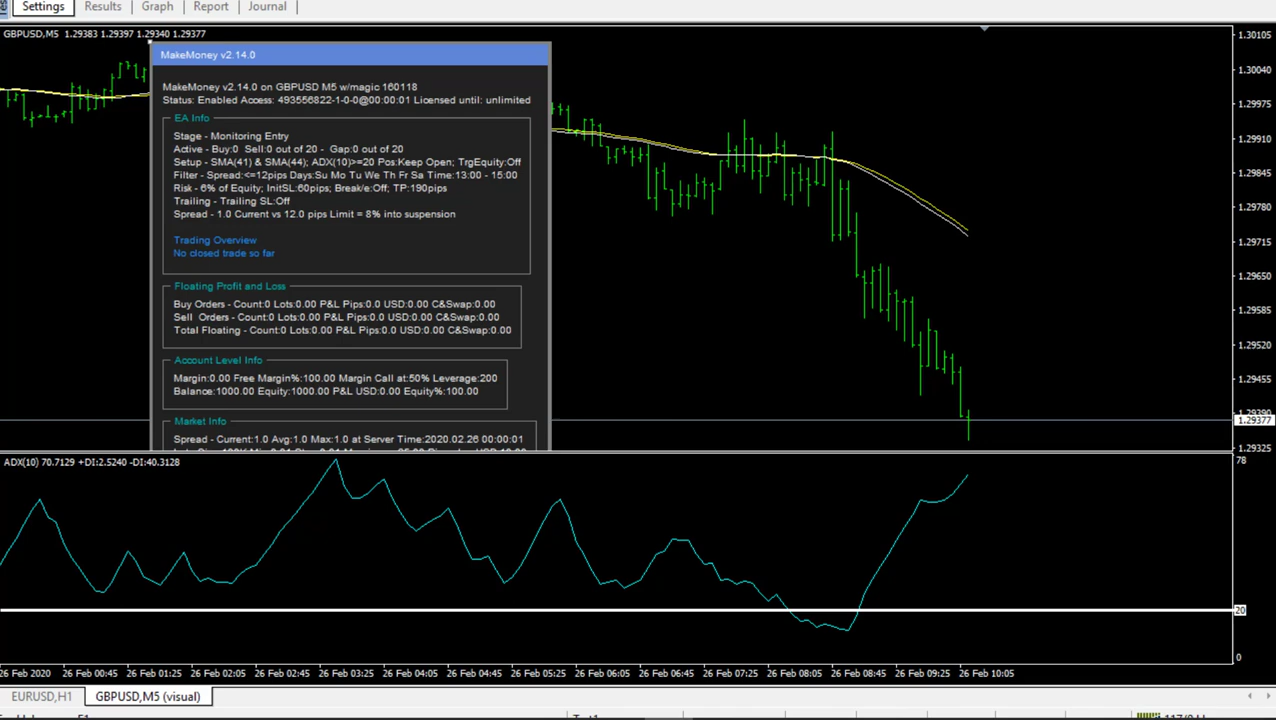 Settings Results Graph Report Journal
GBPUSD,M5 1.29383 1.29397 1.29340 1.29377
MakeMoney v2.14.0
MakeMoney v2.14.0 on GBPUSD M5 w/magic 160118
Status: Enabled Access: 493556822-1-0-0@00:00:01 Licensed until: unlimited
EA Info
Stage - Monitoring Entry
Active - Buy:0 Sell:0 out of 20 - Gap:0 out of 20
Setup - SMA(41) & SMA(44); ADX(10)>=20 Pos:Keep Open; TrgEquity:Off
Filter - Spread:<=12pips Days:Su Mo Tu We Th Fr Sa Time:13:00 - 15:00
Risk - 6% of Equity; InitSL:60pips; Break/e:Off; TP:190pips
Trailing - Trailing SL:Off
Spread - 1.0 Current vs 12.0 pips Limit = 8% into suspension
Trading Overview
No closed trade so far
Floating Profit and Loss
Buy Orders - Count:0 Lots:0.00 P&L Pips:0.0 USD:0.00 C&Swap:0.00
Sell Orders - Count:0 Lots:0.00 P&L Pips:0.0 USD:0.00 C&Swap:0.00
Total Floating - Count:0 Lots:0.00 P&L Pips:0.0 USD:0.00 C&Swap:0.00
Account Level Info
Margin:0.00 Free Margin%:100.00 Margin Call at:50% Leverage:200
Balance:1000.00 Equity:1000.00 P&L USD:0.00 Equity%:100.00
Market Info
Spread - Current:1.0 Avg:1.0 Max:1.0 at Server Time:2020.02.26 00:00:01
1.30105
1.30040
1.29975
1.29910
1.29845
1.29780
1.29715
1.29650
1.29585
1.29520
1.29455
1.29390
1.29377
1.29325
ADX(10) 70.7129 +DI:2.5240 -DI:40.3128
78
20
0
26 Feb 2020 26 Feb 00:45 26 Feb 01:25 26 Feb 02:05 26 Feb 02:45 26 Feb 03:25 26 Feb 04:05 26 Feb 04:45 26 Feb 05:25 26 Feb 06:05 26 Feb 06:45 26 Feb 07:25 26 Feb 08:05 26 Feb 08:45 26 Feb 09:25 26 Feb 10:05
EURUSD,H1 GBPUSD,M5 (visual)